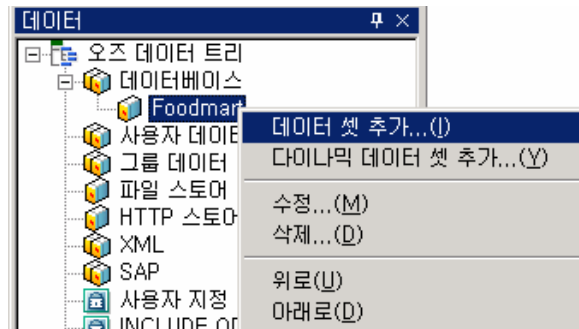 데이터
오즈 데이터 트리
데이터베이스
Foodmart
데이터 셋 추가...(I)
사용자 데이터
다이나믹 데이터 셋 추가...(Y)
그룹 데이터
파일 스토어
수정...(M)
HTTP 스토어
삭제...(D)
XML
SAP
위로(U)
사용자 지정
아래로(D)
INCLUDE